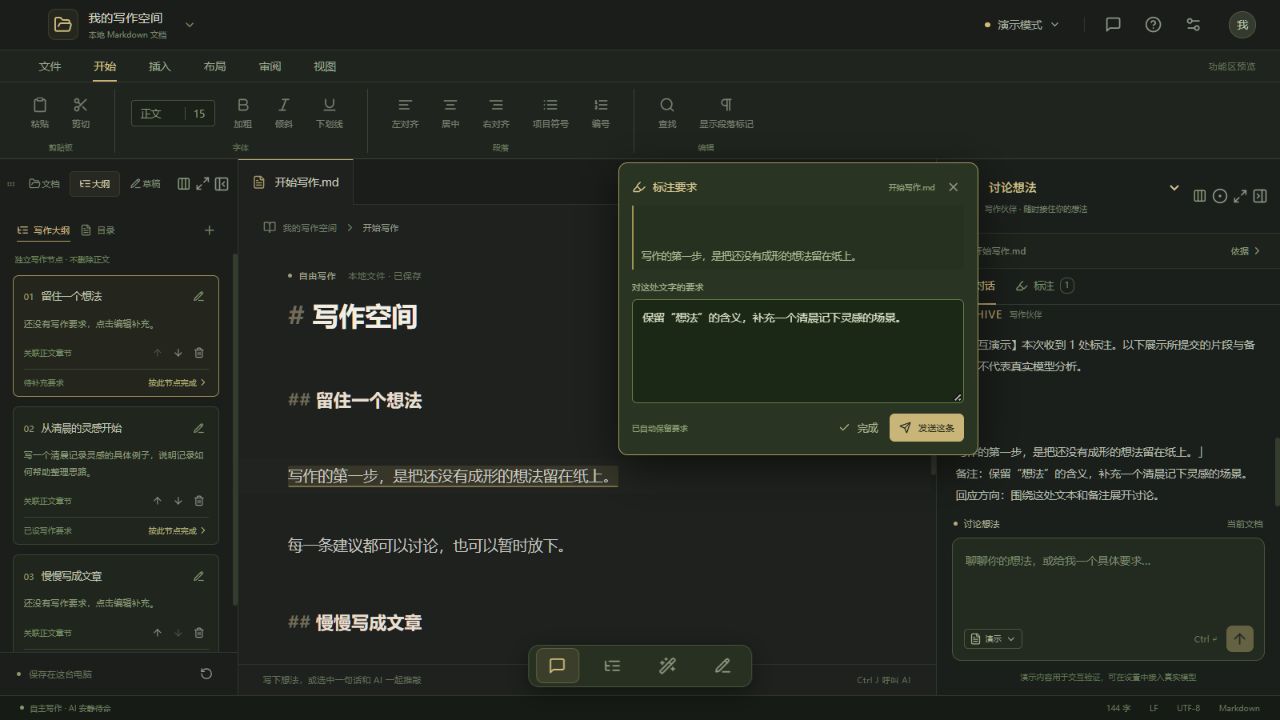 我的写作空间
本地 Markdown 文档
演示模式
我
文件 开始 插入 布局 审阅 视图
功能区预览
粘贴 剪切
剪贴板
正文 15
加粗 倾斜 下划线
字体
左对齐 居中 右对齐 项目符号 编号
段落
查找 显示段落标记
编辑
文档 大纲 草稿
写作大纲 目录
独立写作节点 · 不删除正文
01 留住一个想法
还没有写作要求，点击编辑补充。
关联正文章节
待补充要求 按此节点完成
02 从清晨的灵感开始
写一个清晨记录灵感的具体例子，说明记录如
何帮助整理思路。
关联正文章节
已设写作要求 按此节点完成
03 慢慢写成文章
还没有写作要求，点击编辑补充。
关联正文章节
保存在这台电脑
开始写作.md
我的写作空间 > 开始写作
自由写作 本地文件 · 已保存
# 写作空间
## 留住一个想法
写作的第一步，是把还没有成形的想法留在纸上。
每一条建议都可以讨论，也可以暂时放下。
## 慢慢写成文章
写下想法，或选中一句话和 AI 一起推敲
Ctrl J 呼叫 AI
标注要求
开始写作.md
写作的第一步，是把还没有成形的想法留在纸上。
对这处文字的要求
保留“想法”的含义，补充一个清晨记下灵感的场景。
已自动保留要求
完成
发送这条
讨论想法
写作伙伴 · 随时接住你的想法
开始写作.md
依据
对话 标注 1
HIVE 写作伙伴
互演示】本次收到 1 处标注。以下展示所提交的片段与备
不代表真实模型分析。
作的第一步，是把还没有成形的想法留在纸上。」
备注：保留“想法”的含义，补充一个清晨记下灵感的场景。
回应方向：围绕这处文本和备注展开讨论。
讨论想法
当前文档
聊聊你的想法，或给我一个具体要求...
演示
Ctrl ↵
演示内容用于交互验证，可在设置中接入真实模型
自主写作 · AI 安静待命
144 字 LF UTF-8 Markdown